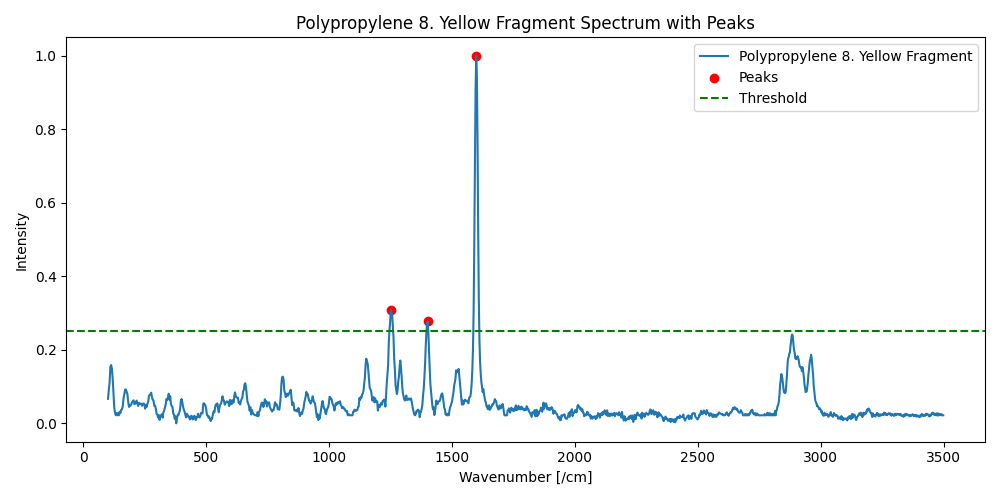 Polypropylene 8. Yellow Fragment Spectrum with Peaks
Polypropylene 8. Yellow Fragment
Peaks
Threshold
Intensity
1.0
0.8
0.6
0.4
0.2
0.0
0 500 1000 1500 2000 2500 3000 3500
Wavenumber [/cm]